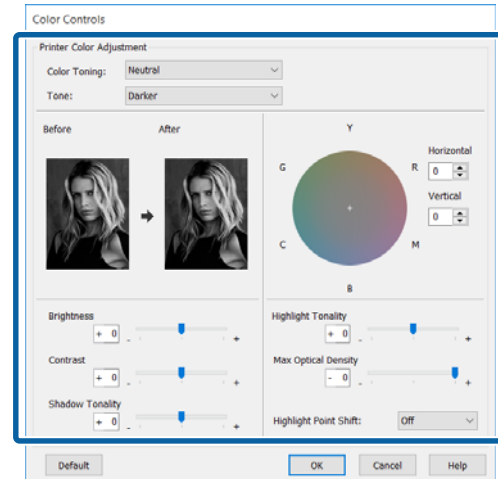 Color Controls
Printer Color Adjustment
Color Toning: Neutral
Tone: Darker
Before After
Y
G R
C M
B
Horizontal
0
Vertical
0
Brightness
+ 0 - +
Contrast
+ 0 - +
Shadow Tonality
+ 0 - +
Highlight Tonality
+ 0 - +
Max Optical Density
- 0 - +
Highlight Point Shift: Off
Default OK Cancel Help